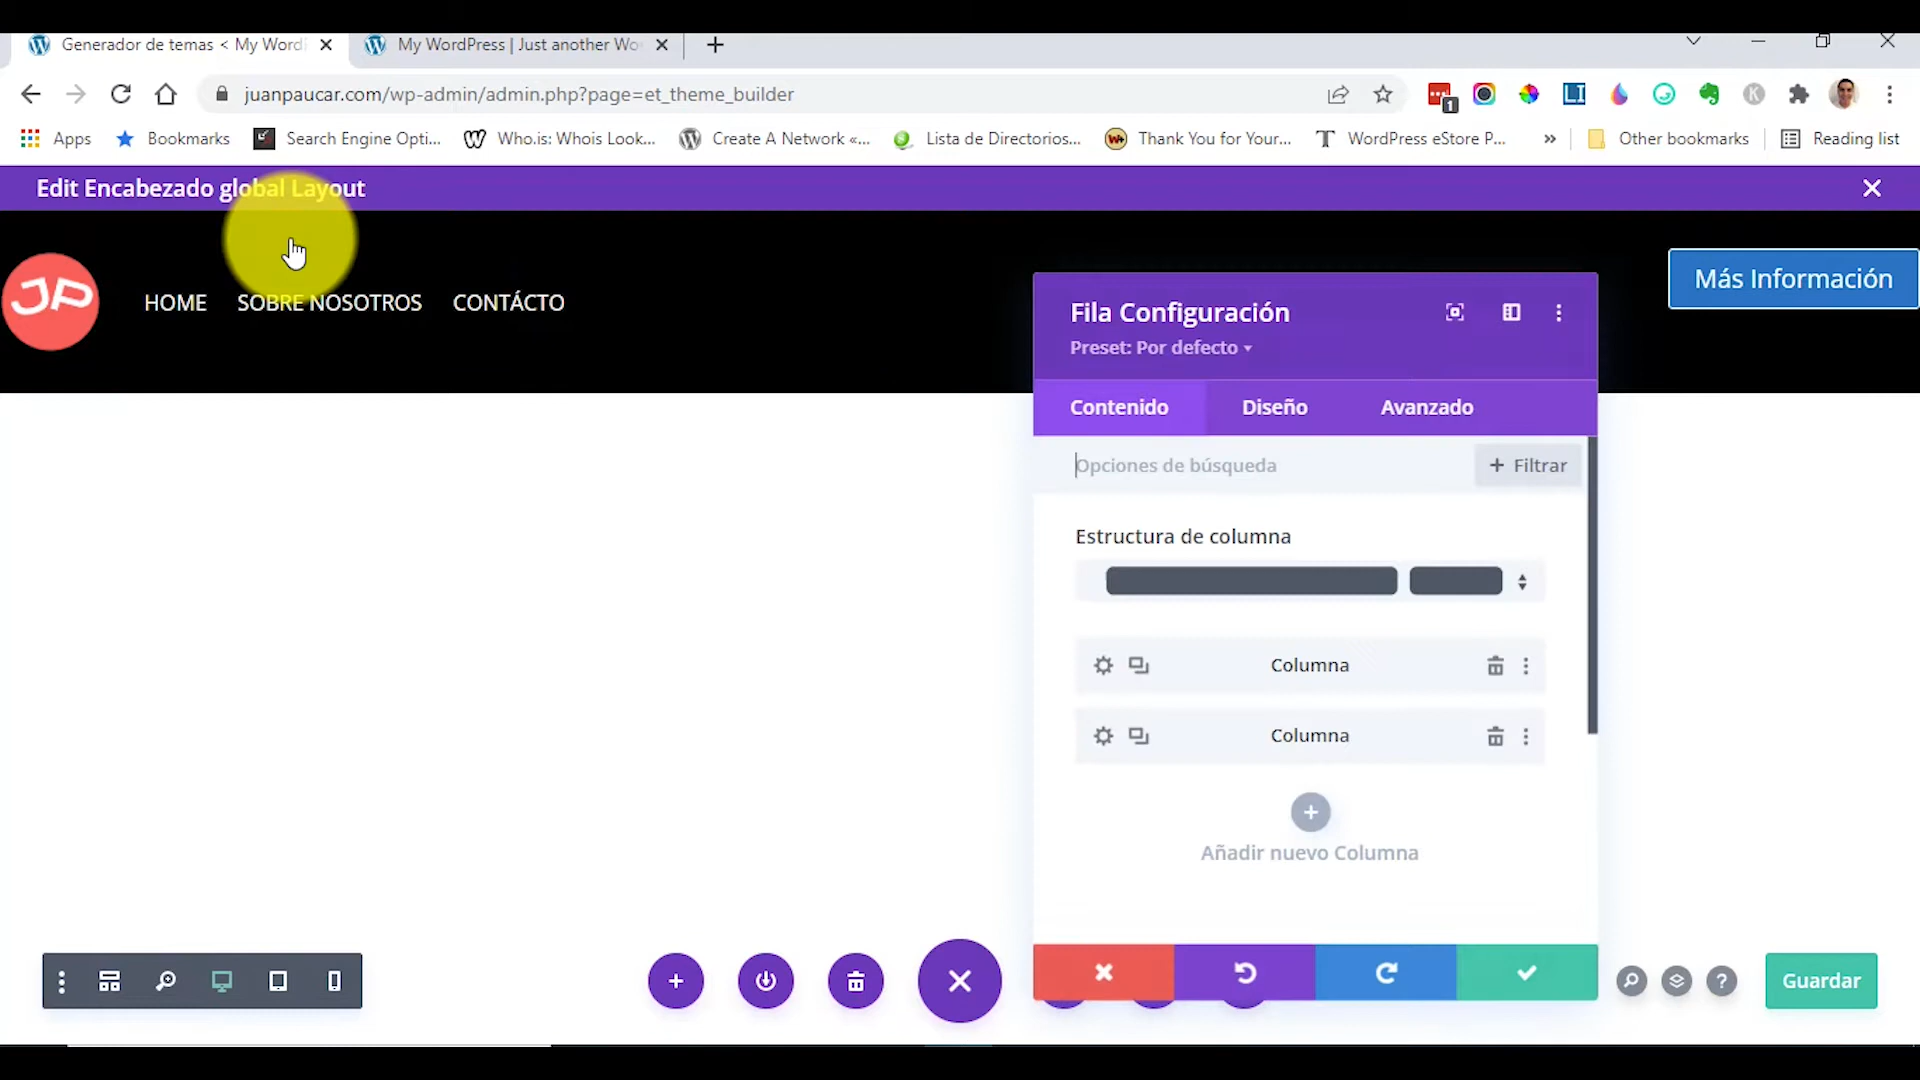 Generador de temas < My Word
My WordPress | Just another Wo
juanpaucar.com/wp-admin/admin.php?page=et_theme_builder
1
Apps
Bookmarks
Search Engine Opti...
Who.is: Whois Look...
Create A Network «...
Lista de Directorios...
Thank You for Your...
WordPress eStore P...
»
Other bookmarks
Reading list
Edit Encabezado global Layout
JP
HOME
SOBRE NOSOTROS
CONTÁCTO
Más Información
Fila Configuración
Preset: Por defecto
Contenido
Diseño
Avanzado
Opciones de búsqueda
+ Filtrar
Estructura de columna
Columna
Columna
Añadir nuevo Columna
Guardar